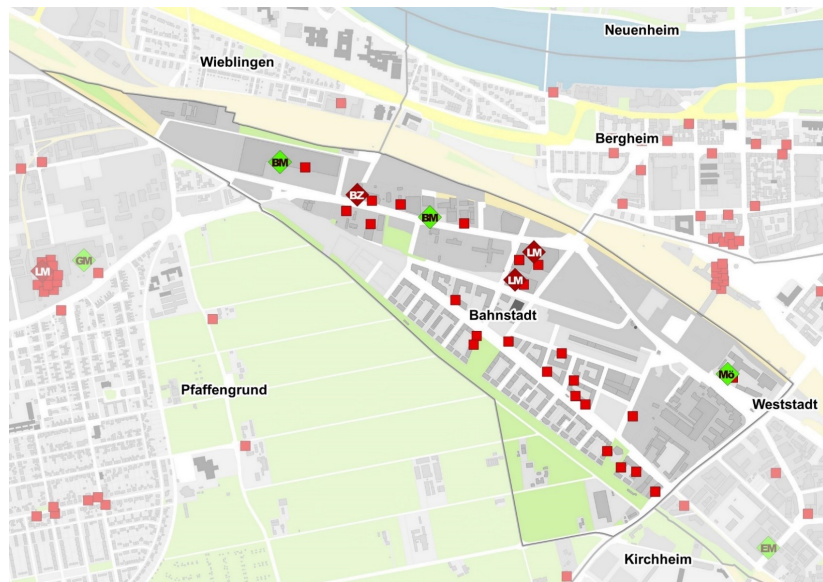 Neuenheim
Wieblingen
Bergheim
BM
BZ
BM
LM
GM
LM
LM
Bahnstadt
Mö
Pfaffengrund
Weststadt
EM
Kirchheim